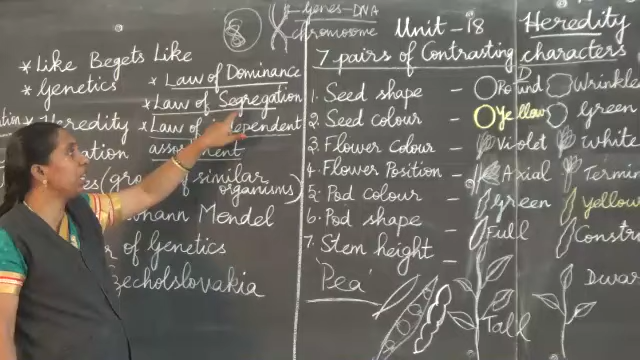 Genes - DNA
chromosome
8
* Like Begets Like
* Genetics
* Heredity
* Law of Dominance
* Law of Segregation
* Law of independent
assortment
similar
organisms)
Mendel
of Genetics
Unit - 18 Heredity
7 pairs of Contrasting characters
1. Seed shape - Round Wrinkle
2. Seed colour - Yellow Green
3. Flower Colour - Violet White
4. Flower Position - Axial Termin
5. Pod colour - Green Yellow
6. Pod shape - Full Constri
7. Stem height - Tall Dwar
'Pea'